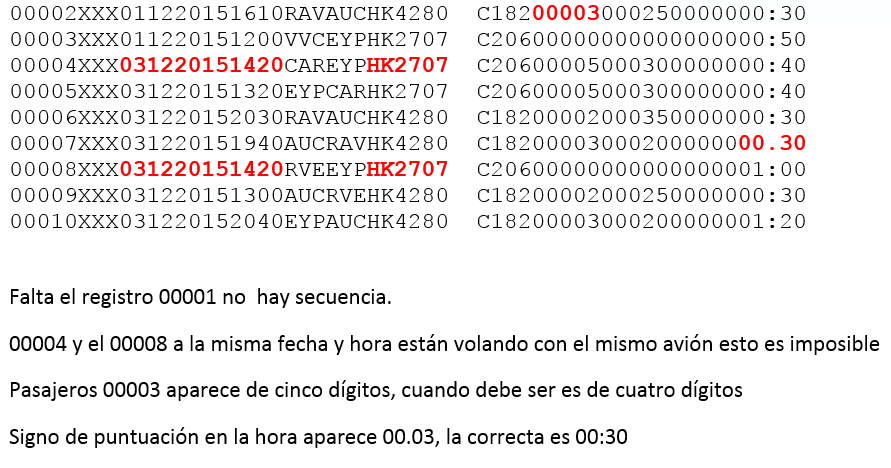 00002XXX011220151610RAVAUCHK4280  C18200003000250000000:30
00003XXX011220151200VVCEYPHK2707  C20600000000000000000:50
00004XXX031220151420CAREYPHK2707  C20600005000300000000:40
00005XXX031220151320EYPCARHK2707  C20600005000300000000:40
00006XXX031220152030RAVAUCHK4280  C18200002000350000000:30
00007XXX031220151940AUCRAVHK4280  C18200003000200000000.30
00008XXX031220151420RVEEYPHK2707  C20600000000000000001:00
00009XXX031220151300AUCRVEHK4280  C18200002000250000000:30
00010XXX031220152040EYPAUCHK4280  C18200003000200000001:20
Falta el registro 00001 no  hay secuencia.
00004 y el 00008 a la misma fecha y hora están volando con el mismo avión esto es imposible
Pasajeros 00003 aparece de cinco dígitos, cuando debe ser es de cuatro dígitos
Signo de puntuación en la hora aparece 00.03, la correcta es 00:30